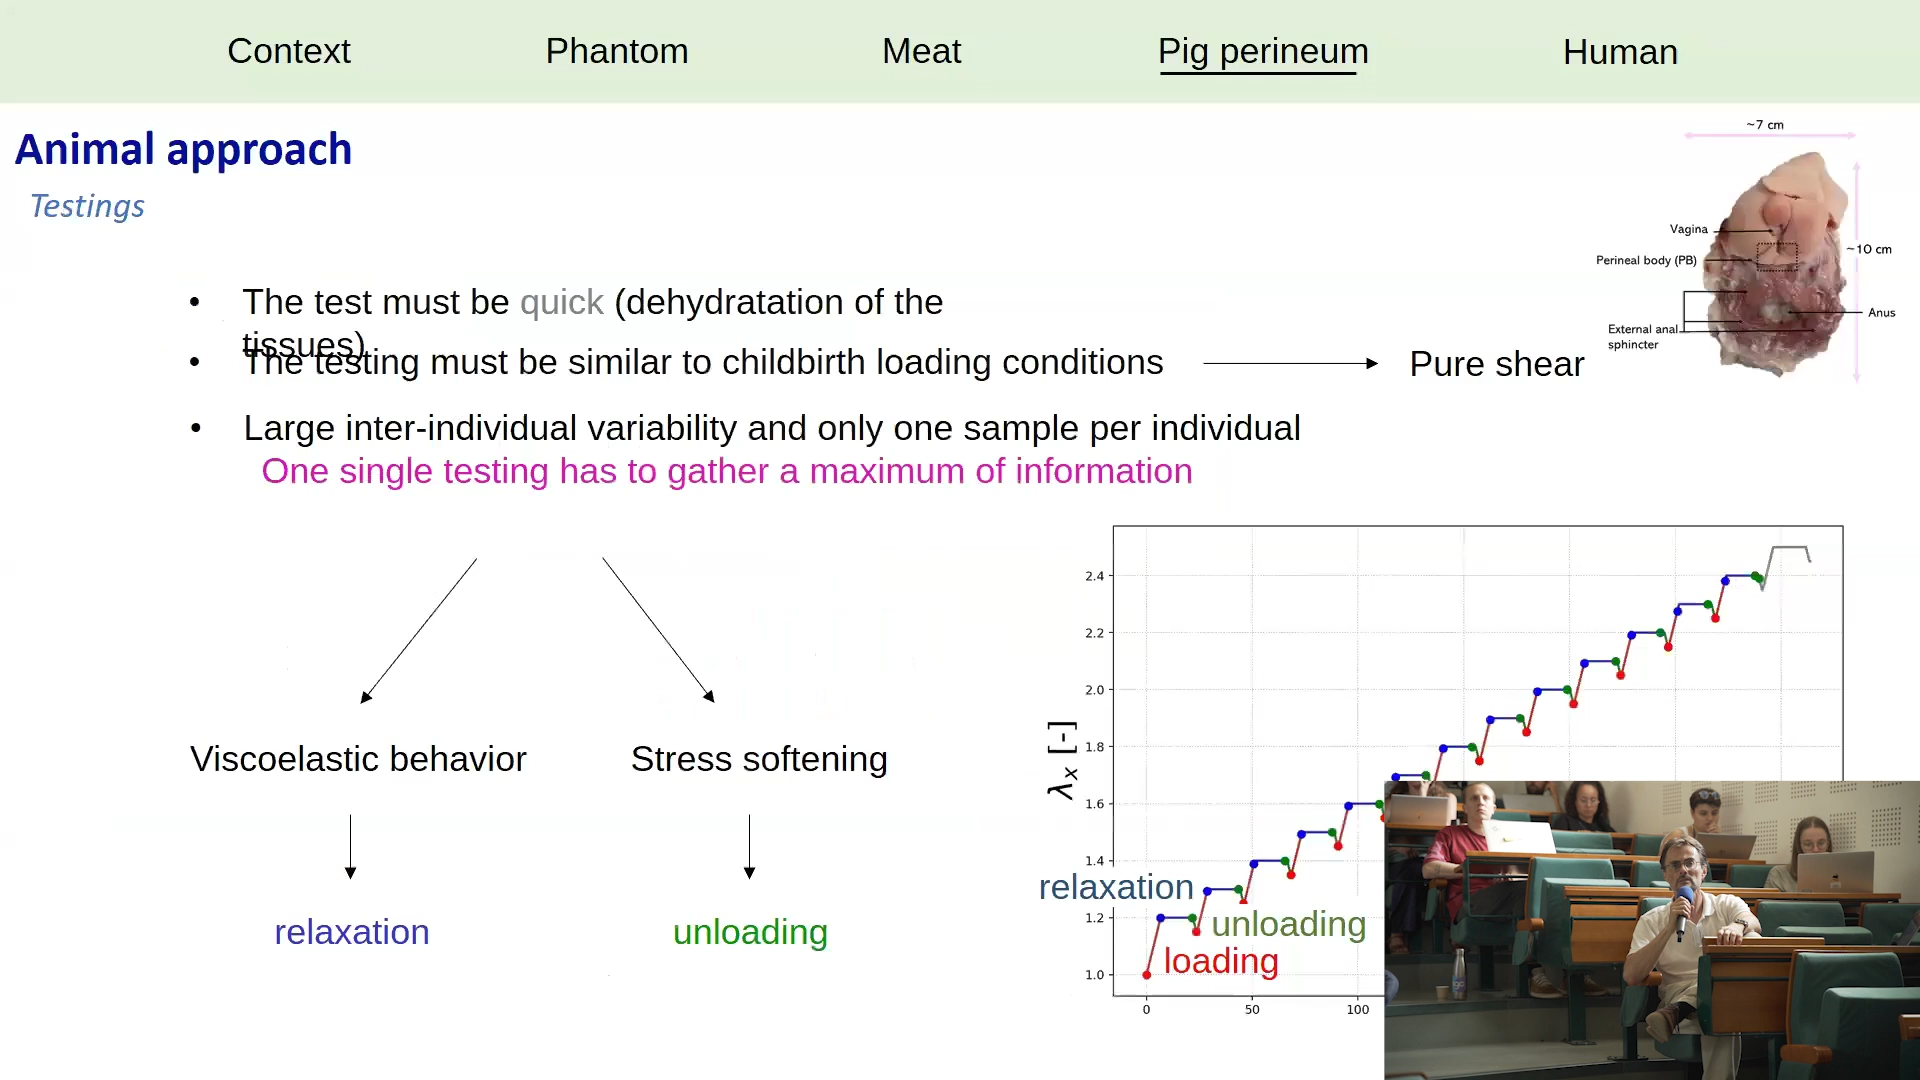 Context Phantom Meat Pig perineum Human
Animal approach
Testings
~7 cm
Vagina
Perineal body (PB)
~10 cm
Anus
External anal
sphincter
• The test must be quick (dehydratation of the
tissues)
• The testing must be similar to childbirth loading conditions
Pure shear
• Large inter-individual variability and only one sample per individual
One single testing has to gather a maximum of information
Viscoelastic behavior
Stress softening
relaxation
unloading
λx [-]
2.4
2.2
2.0
1.8
1.6
1.4
1.2
1.0
relaxation
unloading
loading
0 50 100